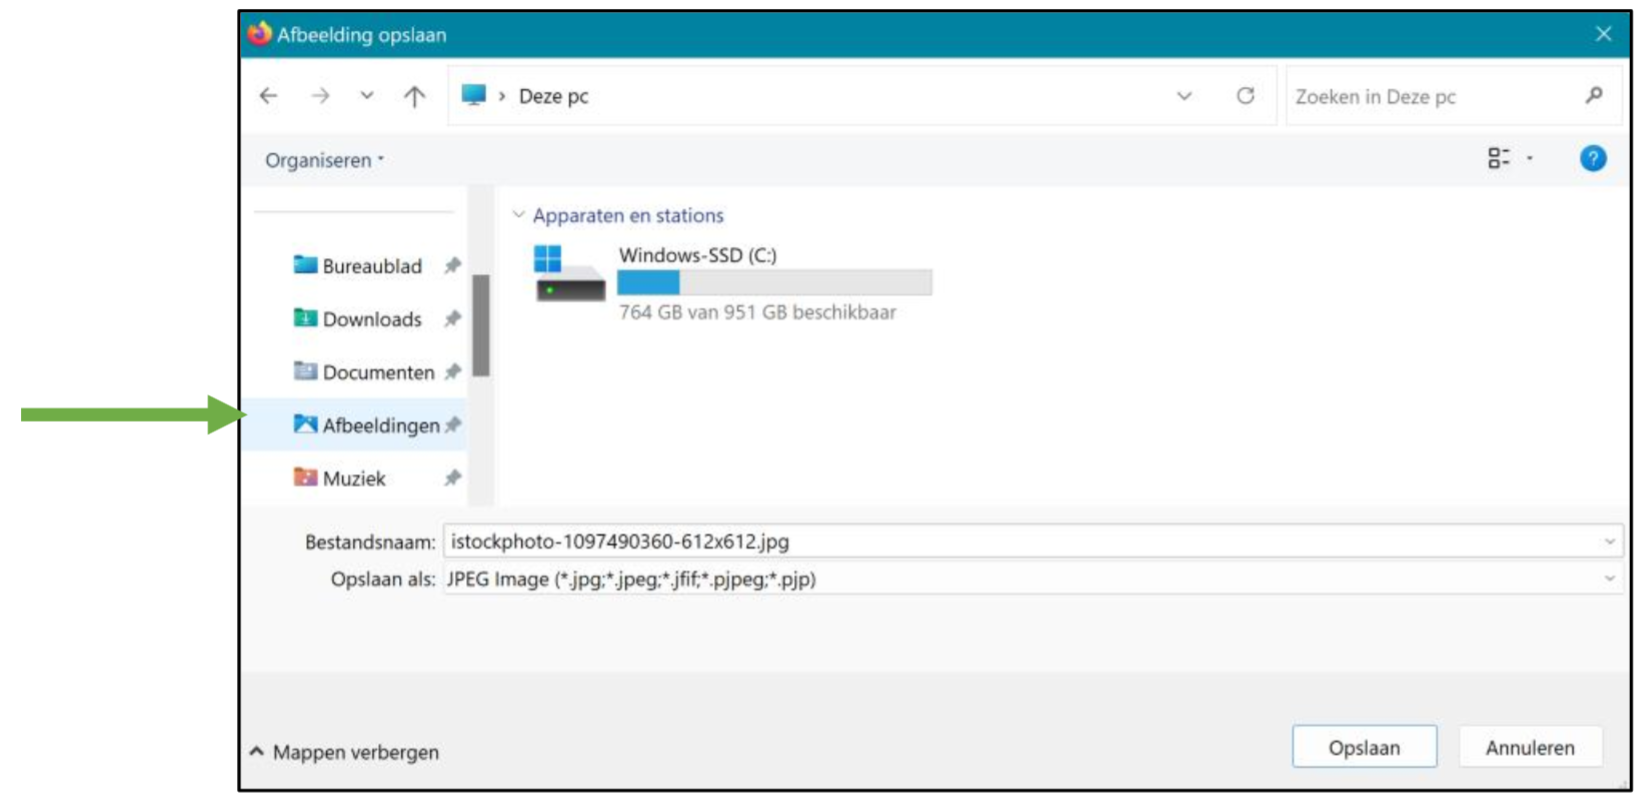 Afbeelding opslaan
Deze pc
Zoeken in Deze pc
Organiseren
Apparaten en stations
Bureaublad
Windows-SSD (C:)
Downloads
764 GB van 951 GB beschikbaar
Documenten
Afbeeldingen
Muziek
Bestandsnaam: istockphoto-1097490360-612x612.jpg
Opslaan als: JPEG Image (*.jpg;*.jpeg;*.jfif;*.pjpeg;*.pjp)
Mappen verbergen
Opslaan
Annuleren